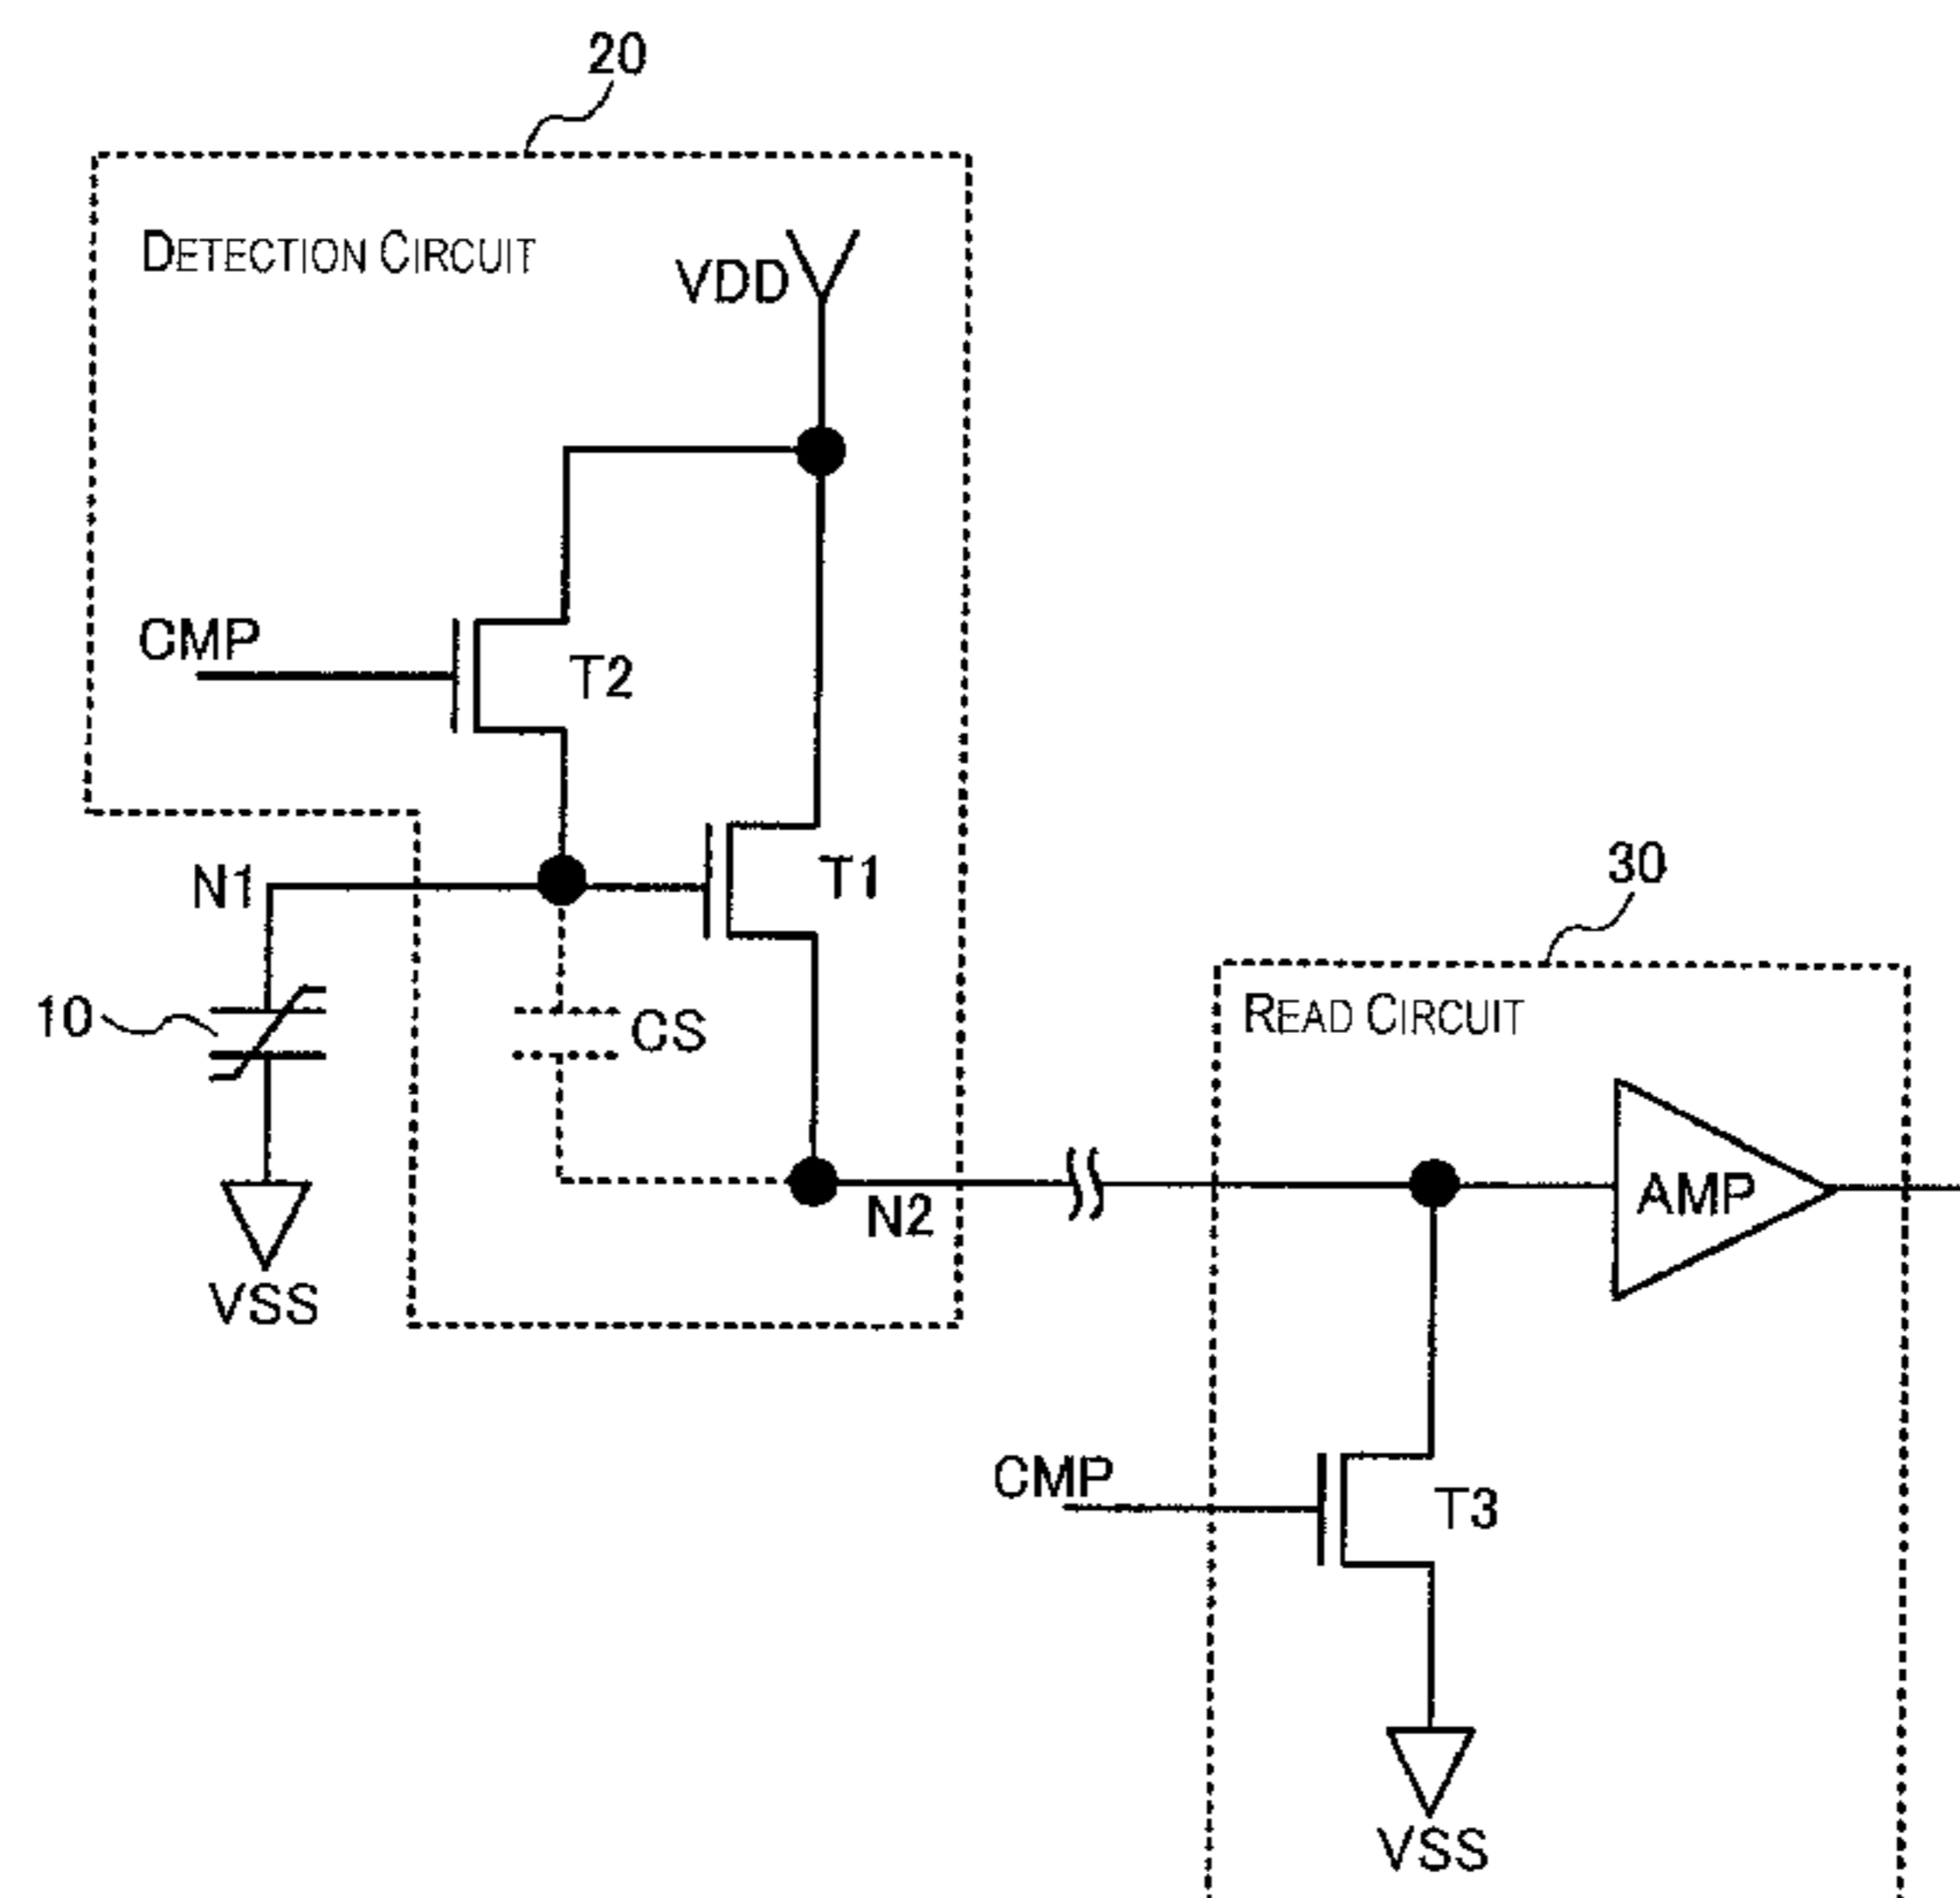 20
DETECTION CIRCUIT
VDD
CMP
T2
N1
T1
30
10
CS
READ CIRCUIT
AMP
N2
VSS
CMP
T3
VSS